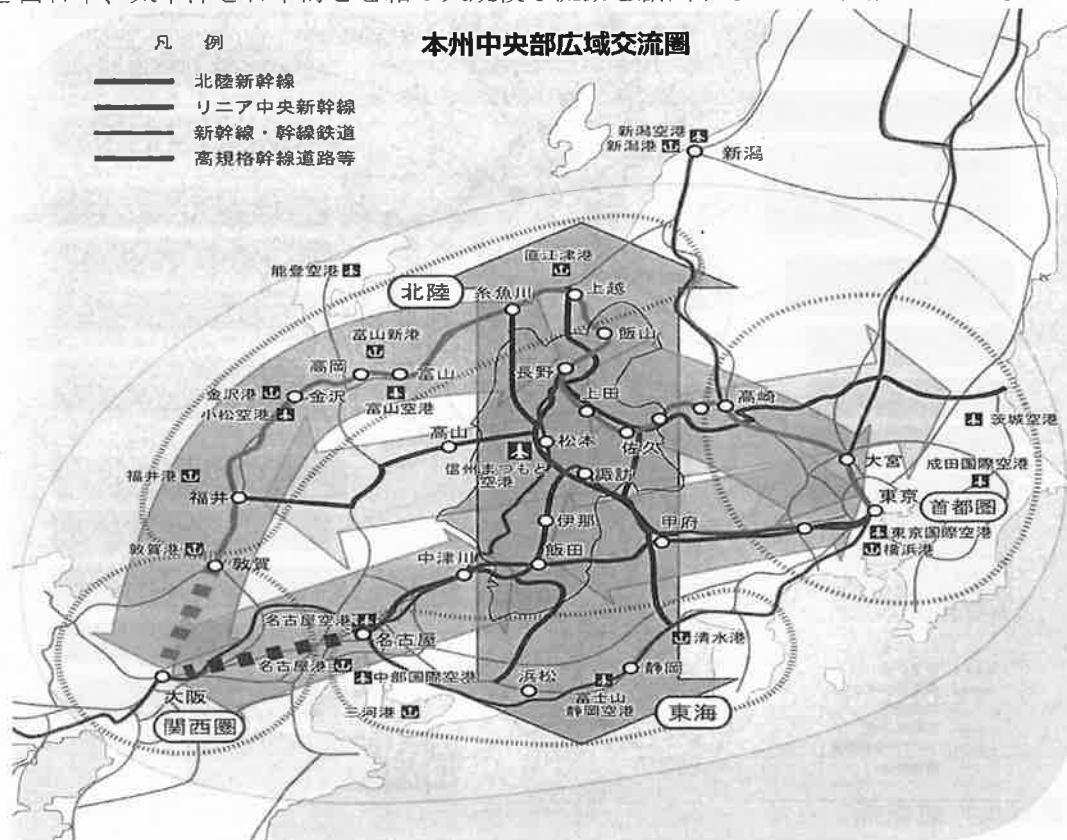 本州中央部広域交流圏
凡 例
北陸新幹線
リニア中央新幹線
新幹線・幹線鉄道
高規格幹線道路等
新潟空港
新潟港
新潟
能登空港
北陸
直江津港
糸魚川
上越
飯山
富山新港
高岡
富山
長野
金沢港
金沢
小松空港
富山空港
上田
高崎
高山
松本
佐久
茨城空港
信州まつもと
空港
諏訪
大宮
成田国際空港
福井港
福井
東京
首都圏
伊那
甲府
東京国際空港
横浜港
敦賀港
敦賀
中津川
飯田
名古屋空港
名古屋
清水港
名古屋港
中部国際空港
浜松
静岡
大阪
富士山
静岡空港
三河港
東海
関西圏